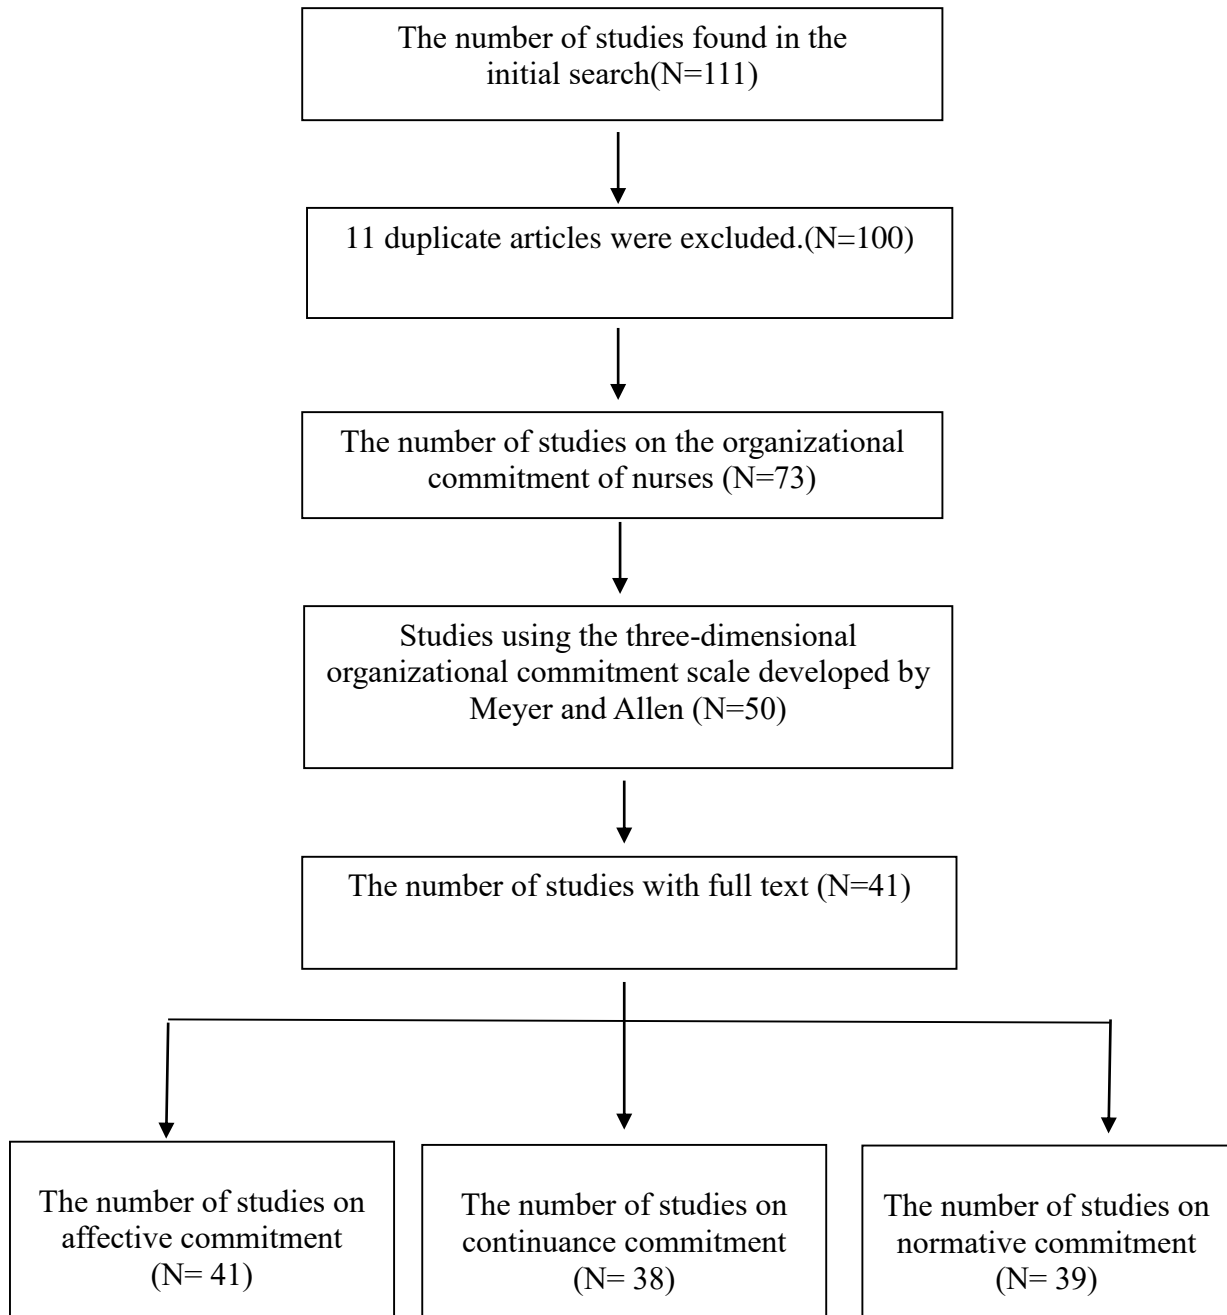 The number of studies found in the
initial search(N=111)
11 duplicate articles were excluded.(N=100)
The number of studies on the organizational
commitment of nurses (N=73)
Studies using the three-dimensional
organizational commitment scale developed by
Meyer and Allen (N=50)
The number of studies with full text (N=41)
The number of studies on
affective commitment
(N= 41)
The number of studies on
continuance commitment
(N= 38)
The number of studies on
normative commitment
(N= 39)